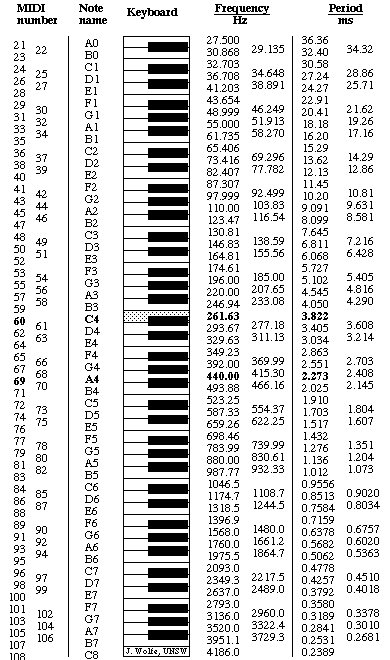 MIDI number Note name Keyboard Frequency Hz Period ms
21 A0 27.500 36.36
22 29.135 34.32
23 B0 30.868 32.40
24 C1 32.703 30.58
25 34.648 28.86
26 D1 36.708 27.24
27 38.891 25.71
28 E1 41.203 24.27
29 F1 43.654 22.91
30 46.249 21.62
31 G1 48.999 20.41
32 51.913 19.26
33 A1 55.000 18.18
34 58.270 17.16
35 B1 61.735 16.20
36 C2 65.406 15.29
37 69.296 14.29
38 D2 73.416 13.62
39 77.782 12.86
40 E2 82.407 12.13
41 F2 87.307 11.45
42 92.499 10.81
43 G2 97.999 10.20
44 103.83 9.631
45 A2 110.00 9.091
46 116.54 8.581
47 B2 123.47 8.099
48 C3 130.81 7.645
49 138.59 7.216
50 D3 146.83 6.811
51 155.56 6.428
52 E3 164.81 6.068
53 F3 174.61 5.727
54 185.00 5.405
55 G3 196.00 5.102
56 207.65 4.816
57 A3 220.00 4.545
58 233.08 4.290
59 B3 246.94 4.050
60 C4 261.63 3.822
61 277.18 3.608
62 D4 293.67 3.405
63 311.13 3.214
64 E4 329.63 3.034
65 F4 349.23 2.863
66 369.99 2.703
67 G4 392.00 2.551
68 415.30 2.408
69 A4 440.00 2.273
70 466.16 2.145
71 B4 493.88 2.025
72 C5 523.25 1.910
73 554.37 1.804
74 D5 587.33 1.703
75 622.25 1.607
76 E5 659.26 1.517
77 F5 698.46 1.432
78 739.99 1.351
79 G5 783.99 1.276
80 830.61 1.204
81 A5 880.00 1.136
82 932.33 1.073
83 B5 987.77 1.012
84 C6 1046.5 0.9556
85 1108.7 0.9020
86 D6 1174.7 0.8513
87 1244.5 0.8034
88 E6 1318.5 0.7584
89 F6 1396.9 0.7159
90 1480.0 0.6757
91 G6 1568.0 0.6378
92 1661.2 0.6020
93 A6 1760.0 0.5682
94 1864.7 0.5363
95 B6 1975.5 0.5062
96 C7 2093.0 0.4778
97 2217.5 0.4510
98 D7 2349.3 0.4257
99 2489.0 0.4018
100 E7 2637.0 0.3792
101 F7 2793.0 0.3580
102 2960.0 0.3378
103 G7 3136.0 0.3189
104 3322.4 0.3010
105 A7 3520.0 0.2841
106 3729.3 0.2681
107 B7 3951.1 0.2531
108 C8 J. Wolfe, UNSW 4186.0 0.2389